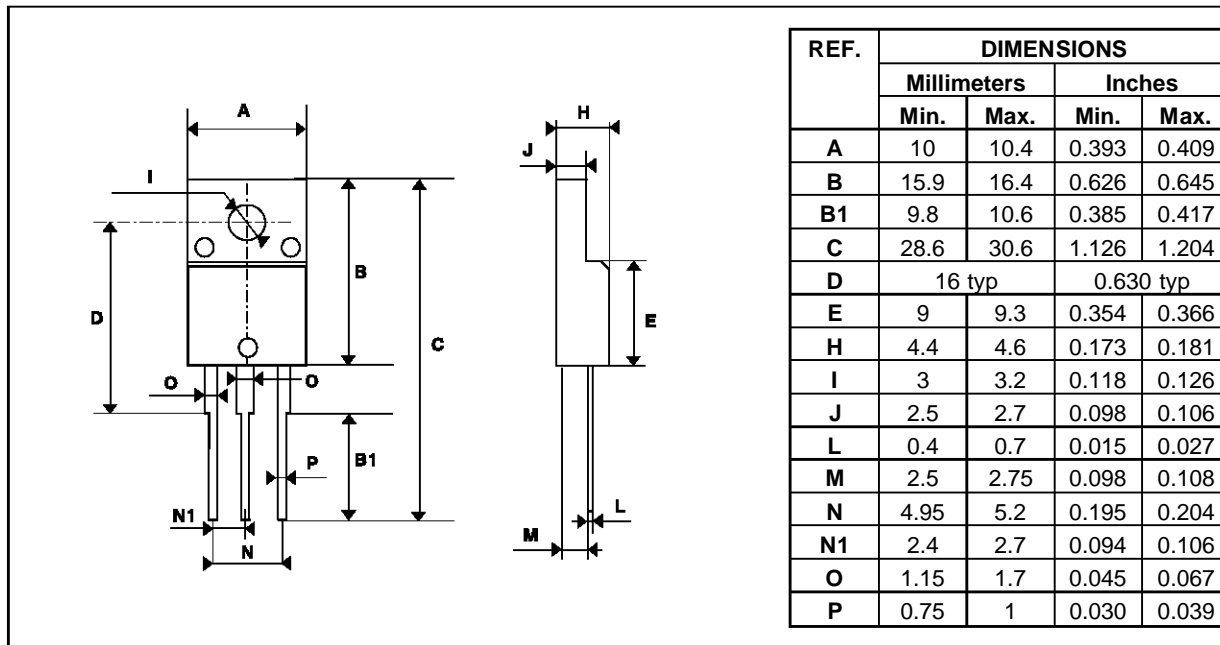 A
I
D
B
C
O
O
B1
P
N1
N
H
J
E
L
M
REF. DIMENSIONS
Millimeters Inches
Min. Max. Min. Max.
A 10 10.4 0.393 0.409
B 15.9 16.4 0.626 0.645
B1 9.8 10.6 0.385 0.417
C 28.6 30.6 1.126 1.204
D 16 typ 0.630 typ
E 9 9.3 0.354 0.366
H 4.4 4.6 0.173 0.181
I 3 3.2 0.118 0.126
J 2.5 2.7 0.098 0.106
L 0.4 0.7 0.015 0.027
M 2.5 2.75 0.098 0.108
N 4.95 5.2 0.195 0.204
N1 2.4 2.7 0.094 0.106
O 1.15 1.7 0.045 0.067
P 0.75 1 0.030 0.039